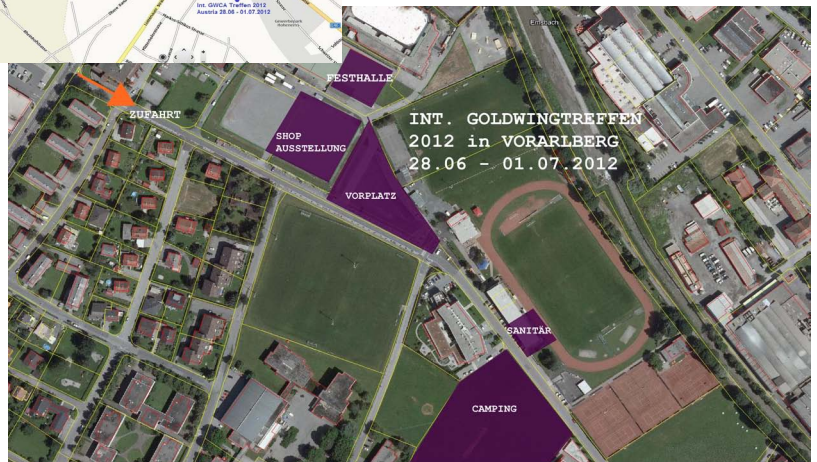 Int. GWCA Treffen 2012
Austria 28.06 - 01.07.2012
FESTHALLE
ZUFAHRT
INT. GOLDWINGTREFFEN
2012 in VORARLBERG
28.06 - 01.07 2012
SHOP
AUSSTELLUNG
VORPLATZ
SANITÄR
CAMPING